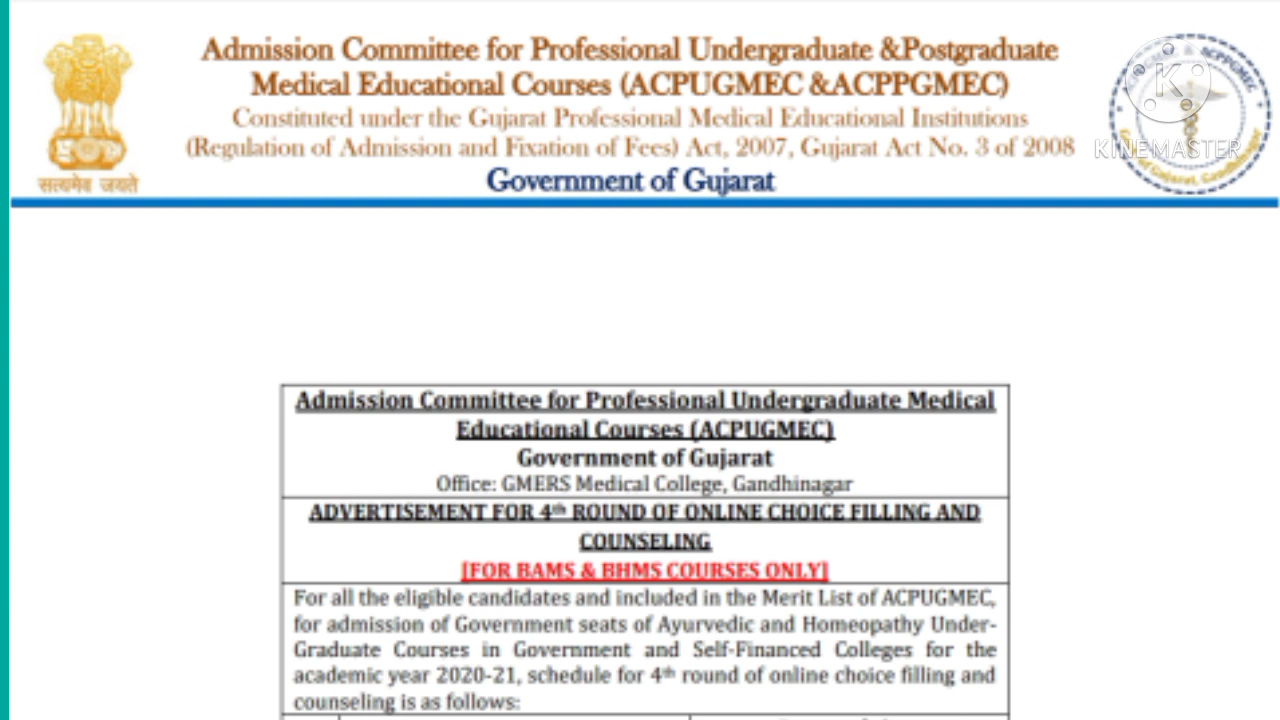 Admission Committee for Professional Undergraduate &Postgraduate
Medical Educational Courses (ACPUGMEC &ACPPGMEC)
Constituted under the Gujarat Professional Medical Educational Institutions
(Regulation of Admission and Fixation of Fees) Act, 2007, Gujarat Act No. 3 of 2008
Government of Gujarat
सत्यमेव जयते
K
KINEMASTER
Admission Committee for Professional Undergraduate Medical
Educational Courses (ACPUGMEC)
Government of Gujarat
Office: GMERS Medical College, Gandhinagar
ADVERTISEMENT FOR 4th ROUND OF ONLINE CHOICE FILLING AND
COUNSELING
[FOR BAMS & BHMS COURSES ONLY]
For all the eligible candidates and included in the Merit List of ACPUGMEC,
for admission of Government seats of Ayurvedic and Homeopathy Under-
Graduate Courses in Government and Self-Financed Colleges for the
academic year 2020-21, schedule for 4th round of online choice filling and
counseling is as follows: